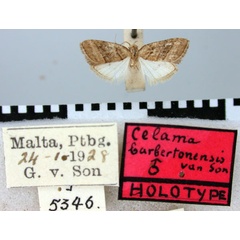 Malta, Ptbg.
24-1-1928
G. v. Son
5346.
Celama
barbertonensis
van Son
HOLOTYPE